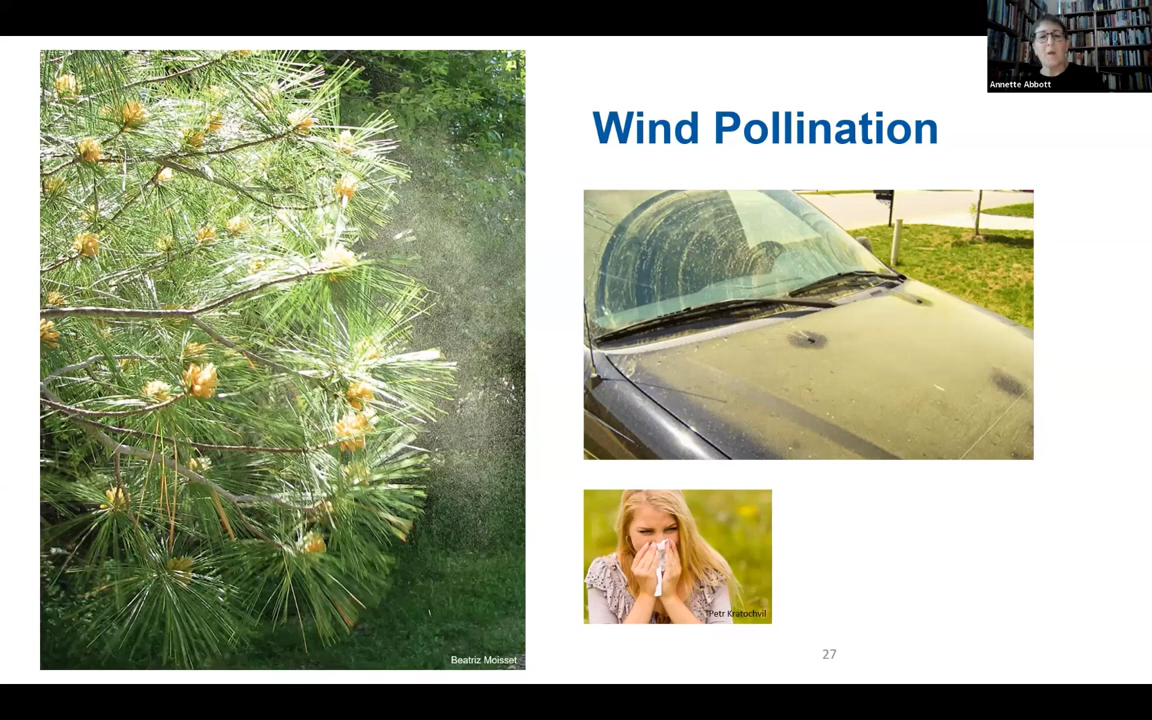 Annette Abbott
Wind Pollination
Petr Kratochvil
Beatriz Moisset
27